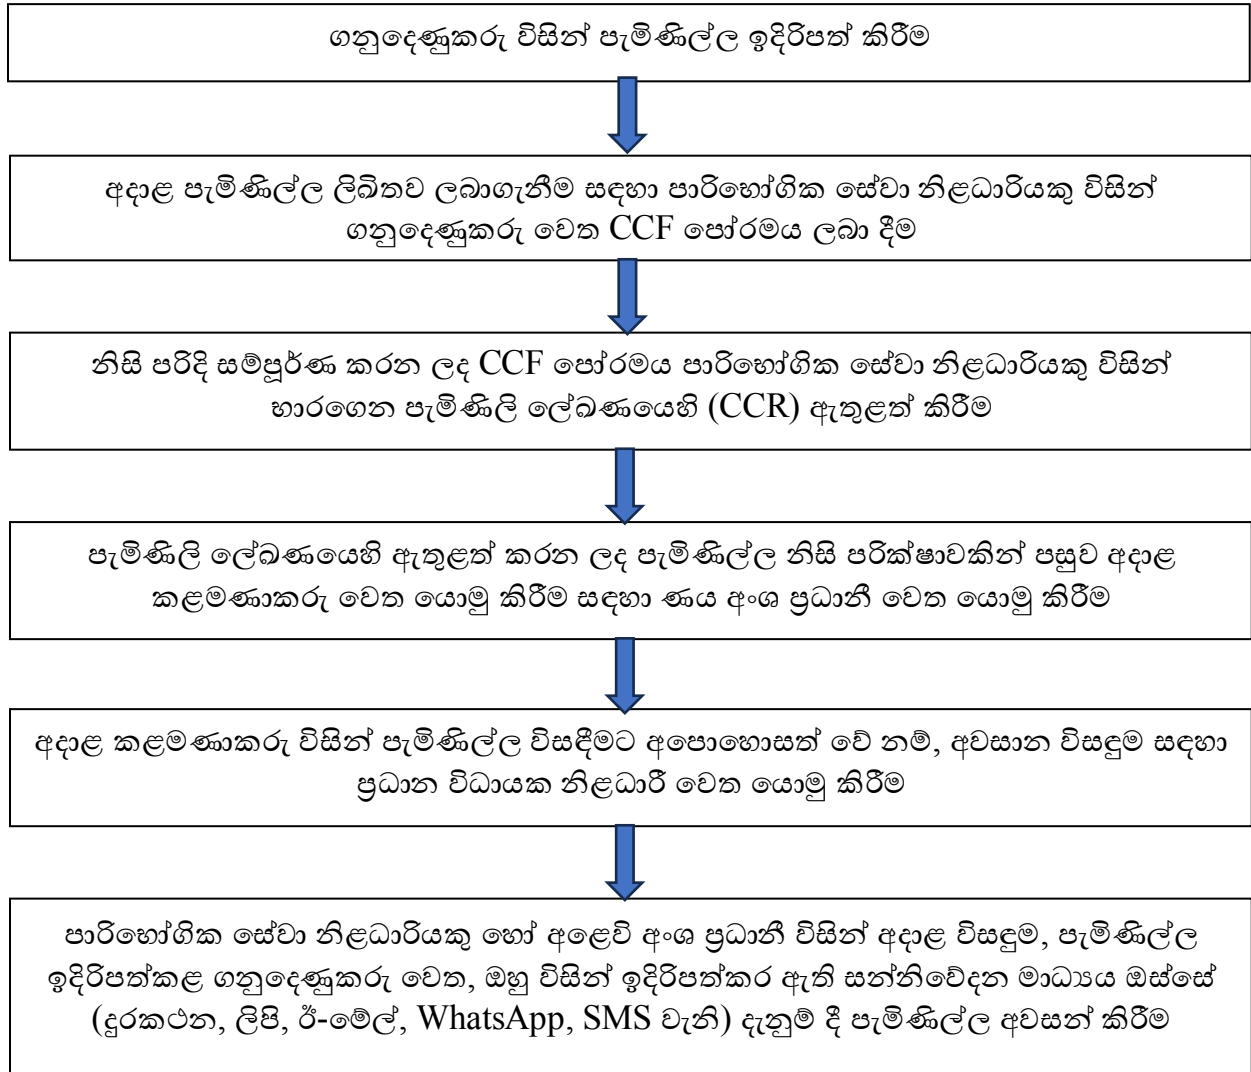 ගනුදෙණුකරු විසින් පැමිණිල්ල ඉදිරිපත් කිරීම
අදාළ පැමිණිල්ල ලිඛිතව ලබාගැනීම සඳහා පාරිභෝගික සේවා නිළධාරියකු විසින්
ගනුදෙණුකරු වෙත CCF පෝරමය ලබා දීම
නිසි පරිදි සම්පූර්ණ කරන ලද CCF පෝරමය පාරිභෝගික සේවා නිළධාරියකු විසින්
භාරගෙන පැමිණිලි ලේඛණයෙහි (CCR) ඇතුළත් කිරීම
පැමිණිලි ලේඛණයෙහි ඇතුළත් කරන ලද පැමිණිල්ල නිසි පරික්ෂාවකින් පසුව අදාළ
කළමණාකරු වෙත යොමු කිරීම සඳහා ණය අංශ ප්‍රධානී වෙත යොමු කිරීම
අදාළ කළමණාකරු විසින් පැමිණිල්ල විසඳීමට අපොහොසත් වේ නම්, අවසාන විසඳුම සඳහා
ප්‍රධාන විධායක නිළධාරී වෙත යොමු කිරීම
පාරිභෝගික සේවා නිළධාරියකු හෝ අළෙවි අංශ ප්‍රධානී විසින් අදාළ විසඳුම, පැමිණිල්ල
ඉදිරිපත්කළ ගනුදෙණුකරු වෙත, ඔහු විසින් ඉදිරිපත්කර ඇති සන්නිවේදන මාධ්‍යය ඔස්සේ
(දුරකථන, ලිපි, ඊ-මේල්, WhatsApp, SMS වැනි) දැනුම් දී පැමිණිල්ල අවසන් කිරීම